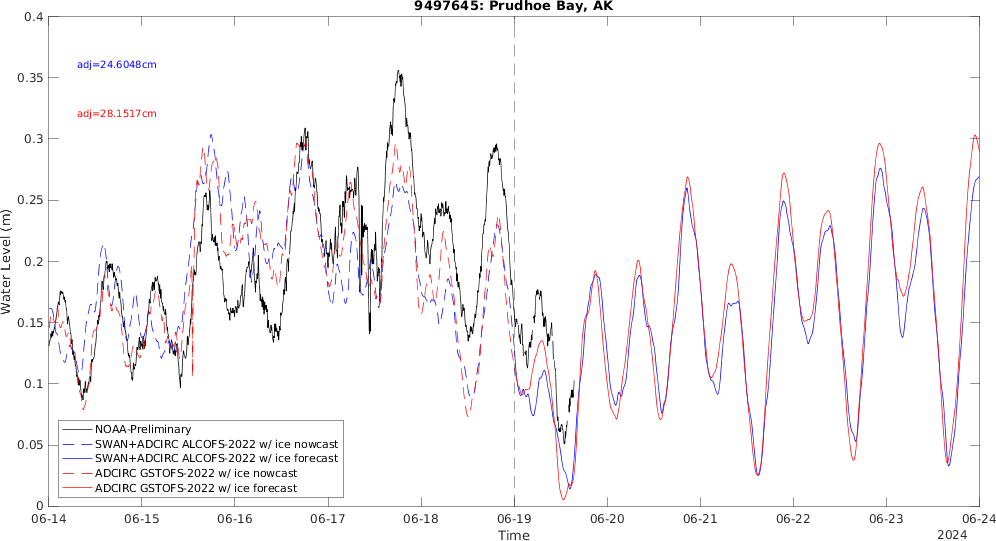 9497645: Prudhoe Bay, AK
0.4
adj=24.6048cm
0.35
adj=28.1517cm
0.3
0.25
0.2
Water Level (m)
0.15
0.1
0.05
0
NOAA-Preliminary
SWAN+ADCIRC ALCOFS-2022 w/ ice nowcast
SWAN+ADCIRC ALCOFS-2022 w/ ice forecast
ADCIRC GSTOFS-2022 w/ ice nowcast
ADCIRC GSTOFS-2022 w/ ice forecast
06-14 06-15 06-16 06-17 06-18 06-19 06-20 06-21 06-22 06-23 06-24
Time
2024